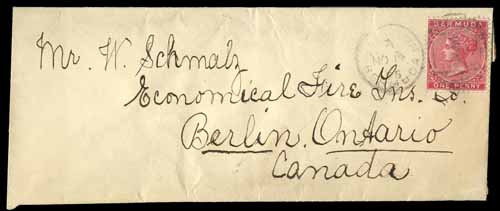 BERMUDA
ONE PENNY
Mr. W. Schmalz
Economical Fire Ins. Co.
Berlin, Ontario
Canada